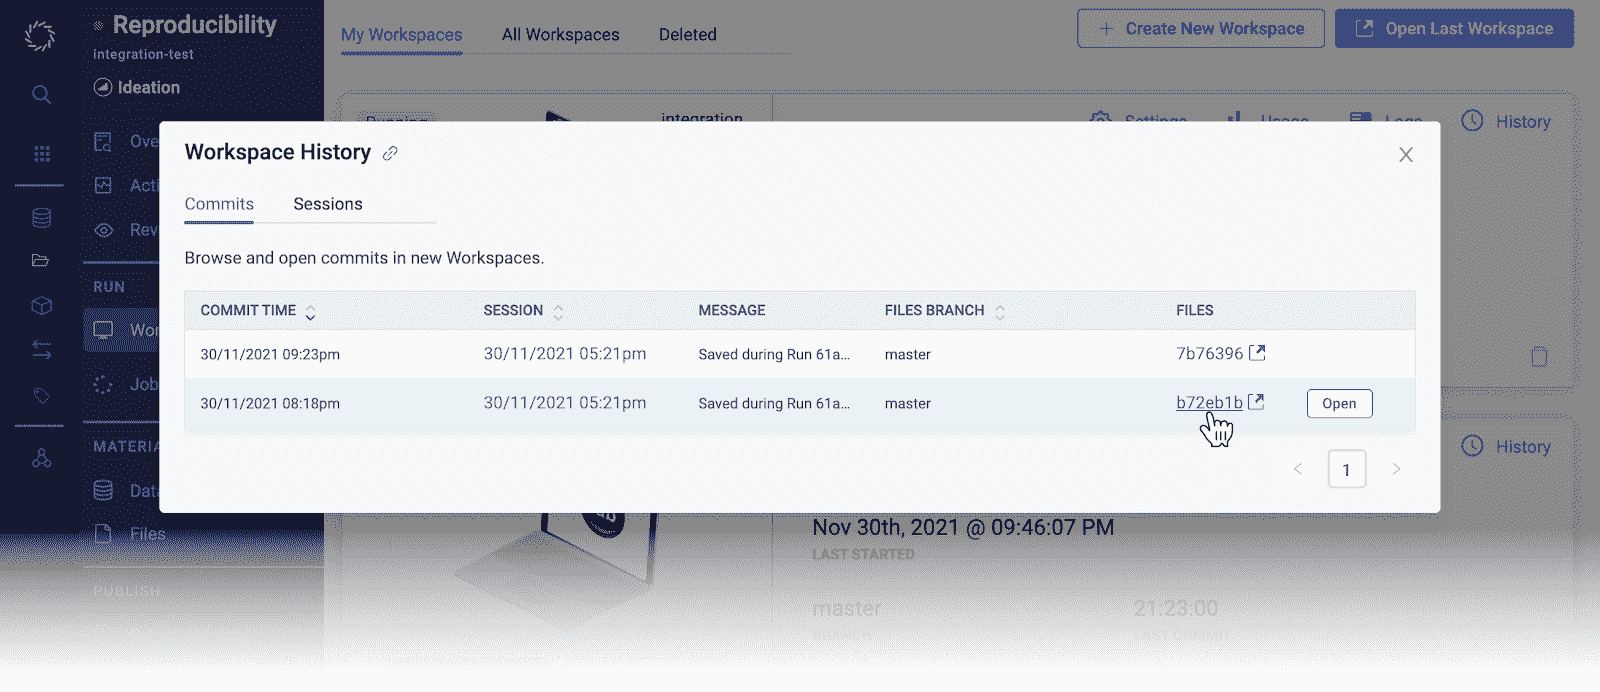 Reproducibility
integration-test
Ideation
My Workspaces
All Workspaces
Deleted
Create New Workspace
Open Last Workspace
Running
integration
Settings
Usage
Logs
History
Ove
Acti
Rev
RUN
Wor
Job
MATERIA
Data
Files
PUBLISH
Workspace History
Commits
Sessions
Browse and open commits in new Workspaces.
COMMIT TIME SESSION MESSAGE FILES BRANCH FILES
30/11/2021 09:23pm 30/11/2021 05:21pm Saved during Run 61a... master 7b76396
30/11/2021 08:18pm 30/11/2021 05:21pm Saved during Run 61a... master b72eb1b Open
1
History
Nov 30th, 2021 @ 09:46:07 PM
LAST STARTED
master 21:23:00
BRANCH LAST COMMIT